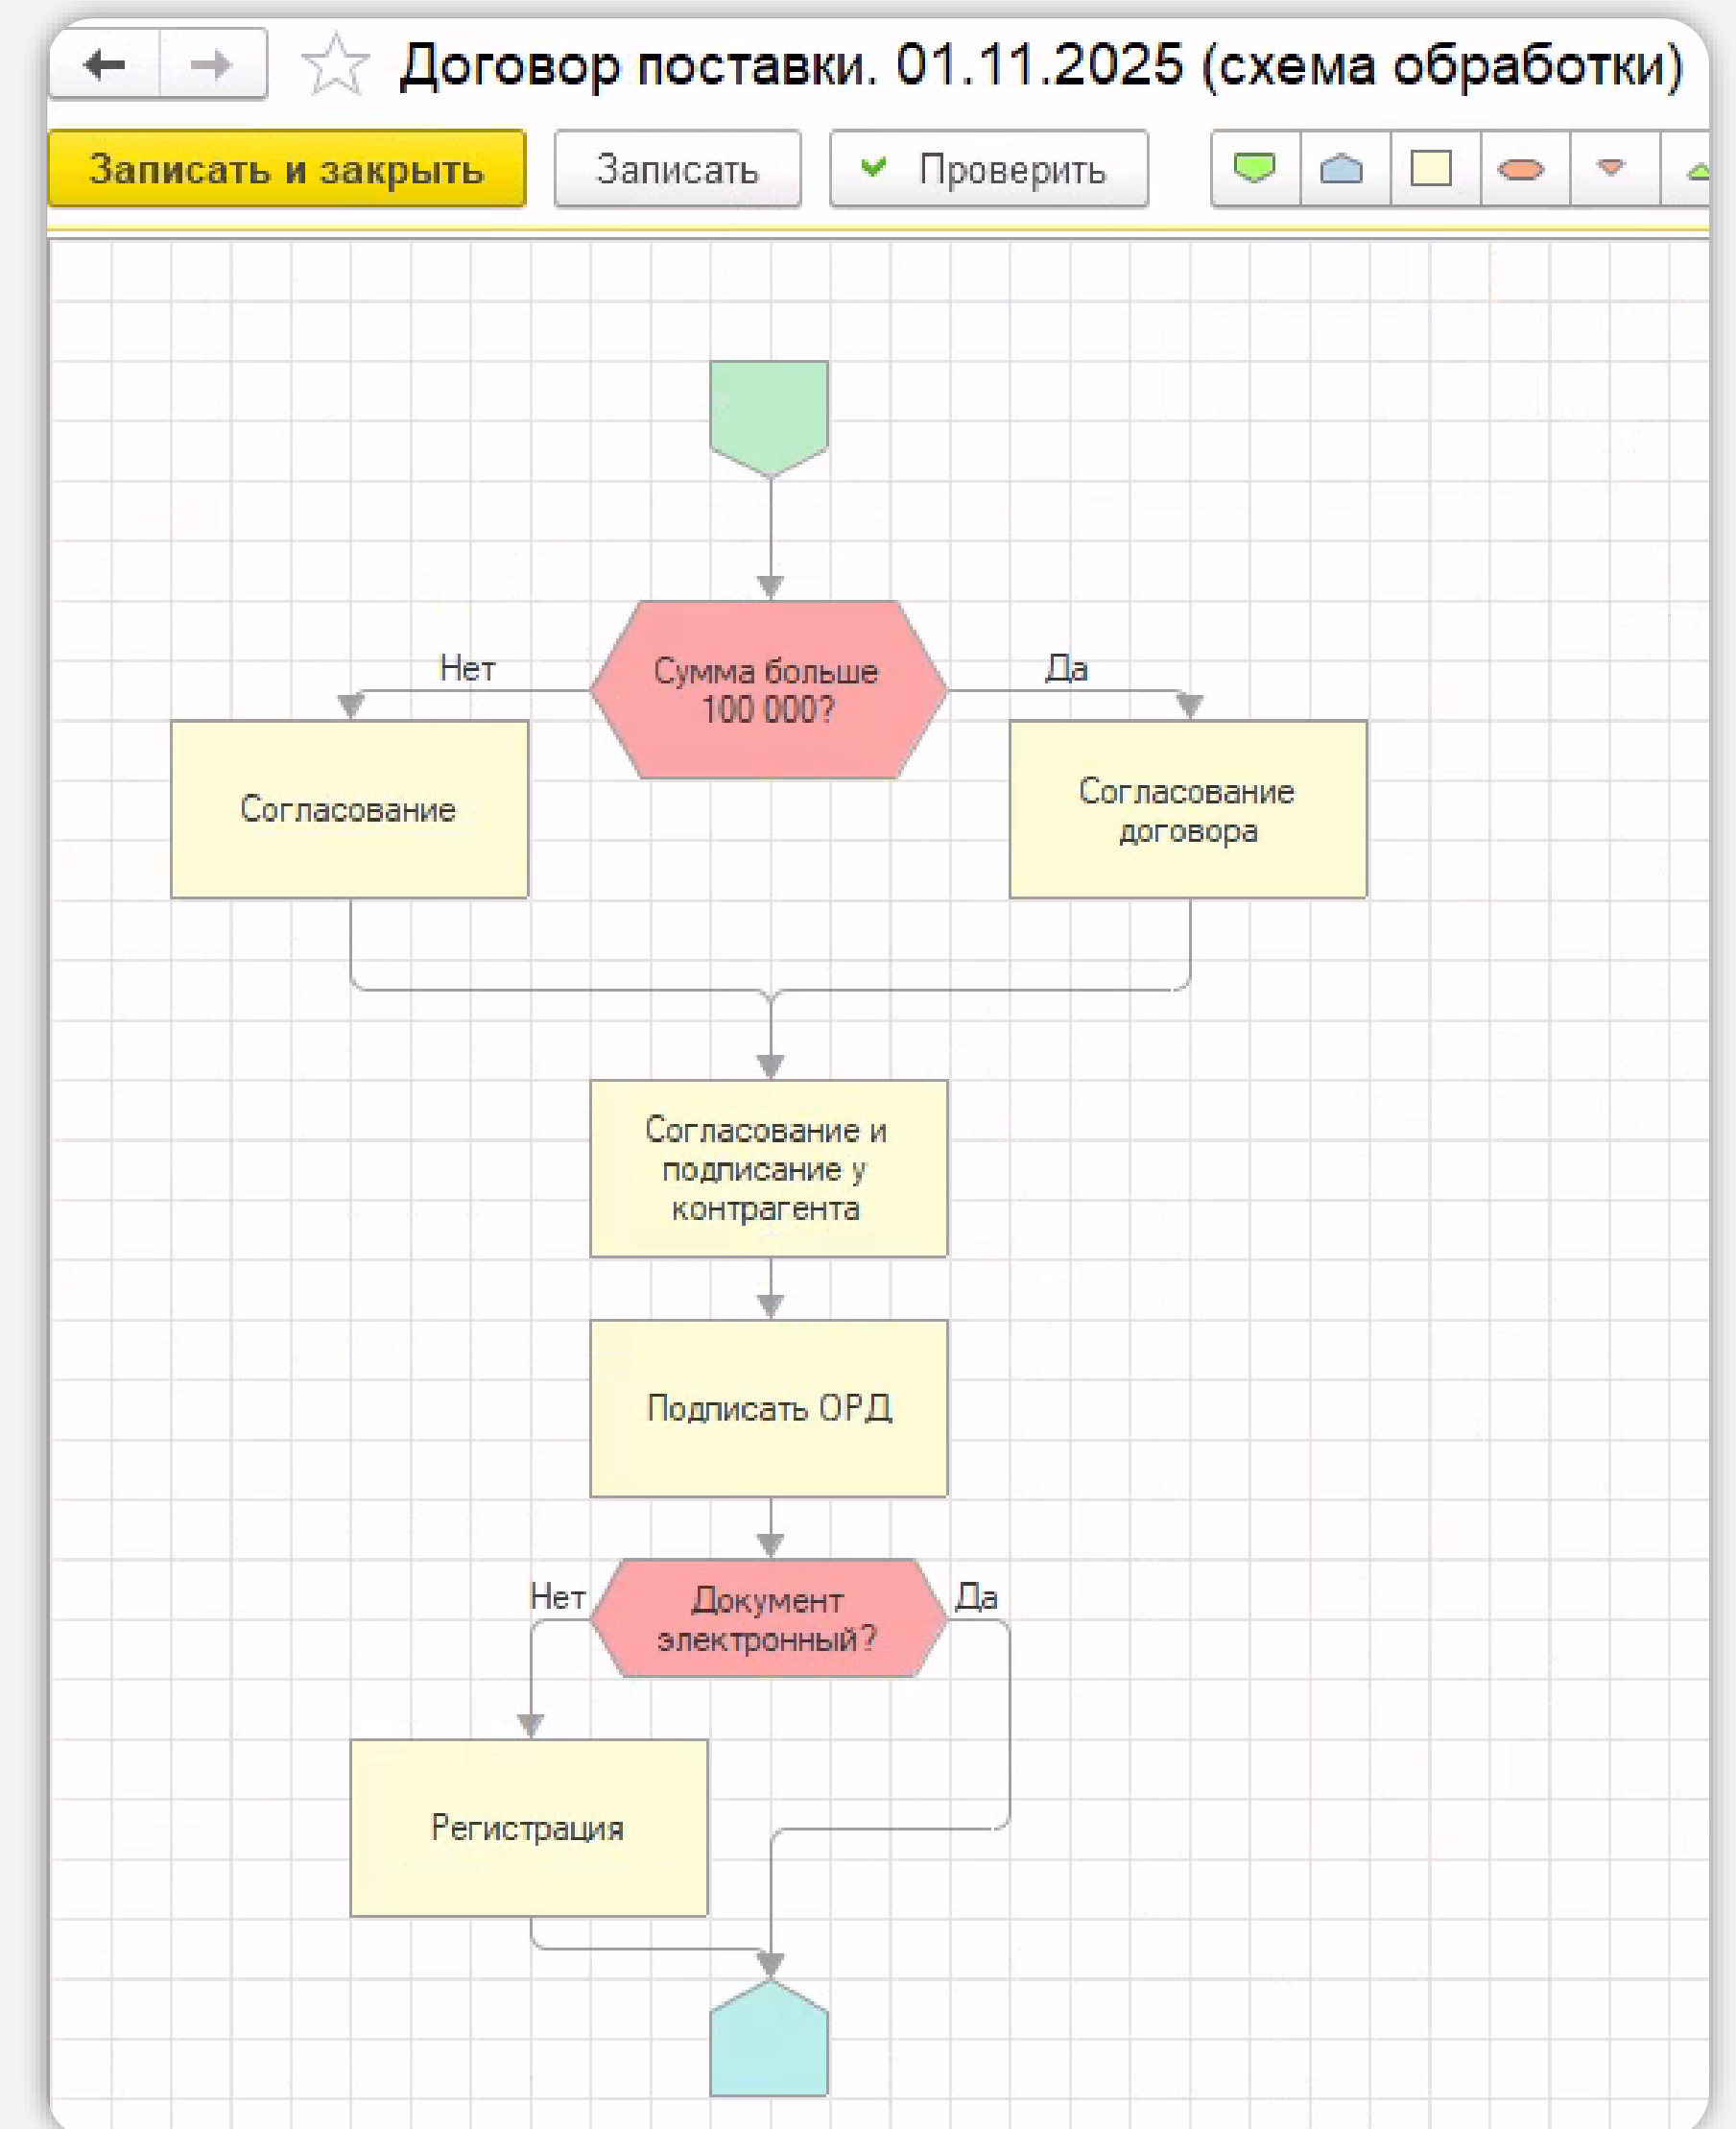 Договор поставки. 01.11.2025 (схема обработки)
Записать и закрыть
Записать
Проверить
Сумма больше
100 000?
Нет
Да
Согласование
Согласование
договора
Согласование и
подписание у
контрагента
Подписать ОРД
Нет
Документ
электронный?
Да
Регистрация